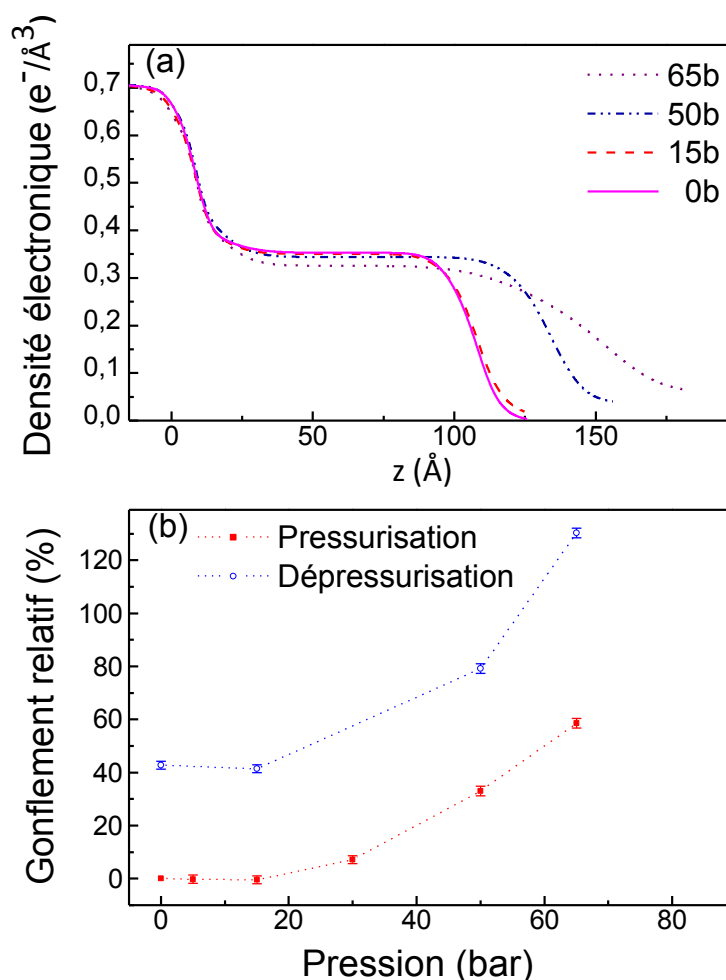 (a)
65b
50b
15b
0b
Densité électronique (e⁻/Å³)
0,7
0,6
0,5
0,4
0,3
0,2
0,1
0,0
0
50
100
150
z (Å)
(b)
Pressurisation
Dépressurisation
Gonflement relatif (%)
120
100
80
60
40
20
0
0
20
40
60
80
Pression (bar)